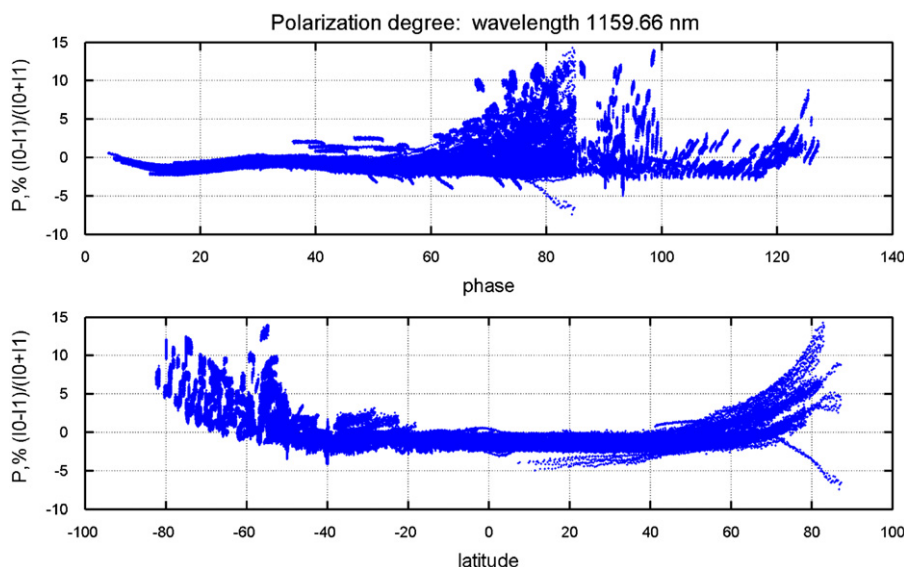 Polarization degree: wavelength 1159.66 nm
P,% (I0-I1)/(I0+I1)
15
10
5
0
-5
-10
0 20 40 60 80 100 120 140
phase
P,% (I0-I1)/(I0+I1)
15
10
5
0
-5
-10
-100 -80 -60 -40 -20 0 20 40 60 80 100
latitude